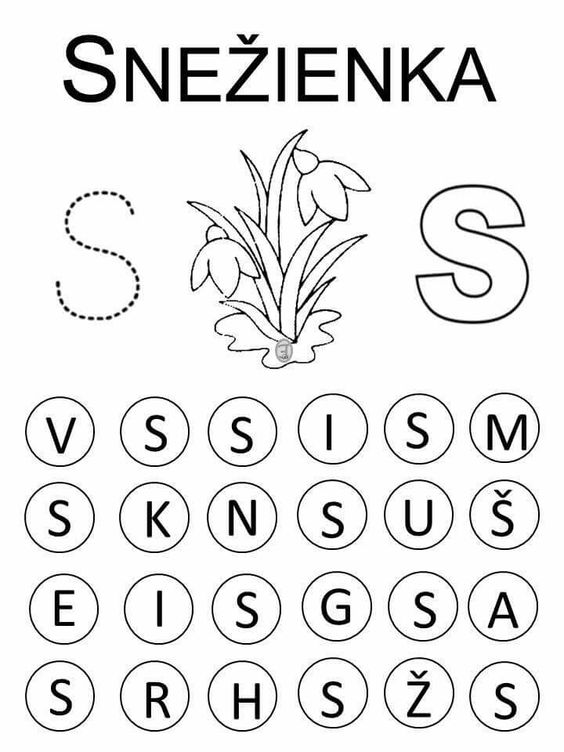 SNEŽIENKA
S S
V S S I S M
S K N S U Š
E I S G S A
S R H S Ž S